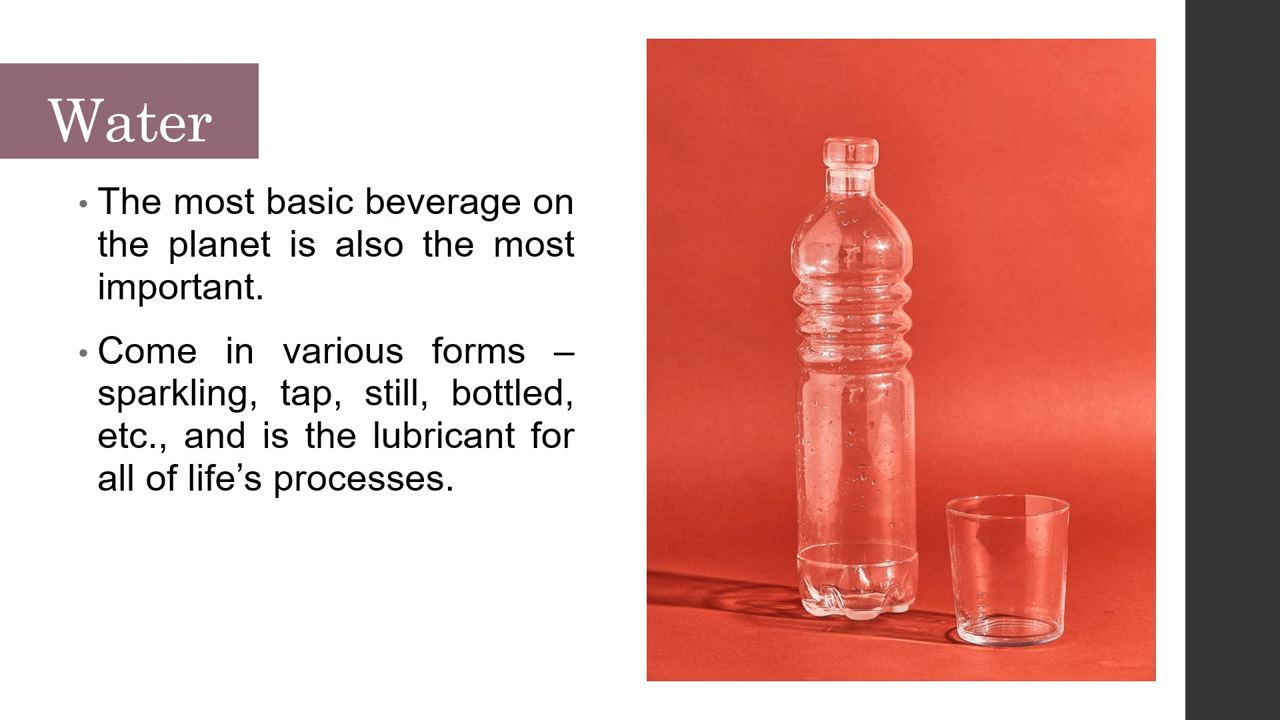 Water
• The most basic beverage on
the planet is also the most
important.
• Come in various forms –
sparkling, tap, still, bottled,
etc., and is the lubricant for
all of life’s processes.